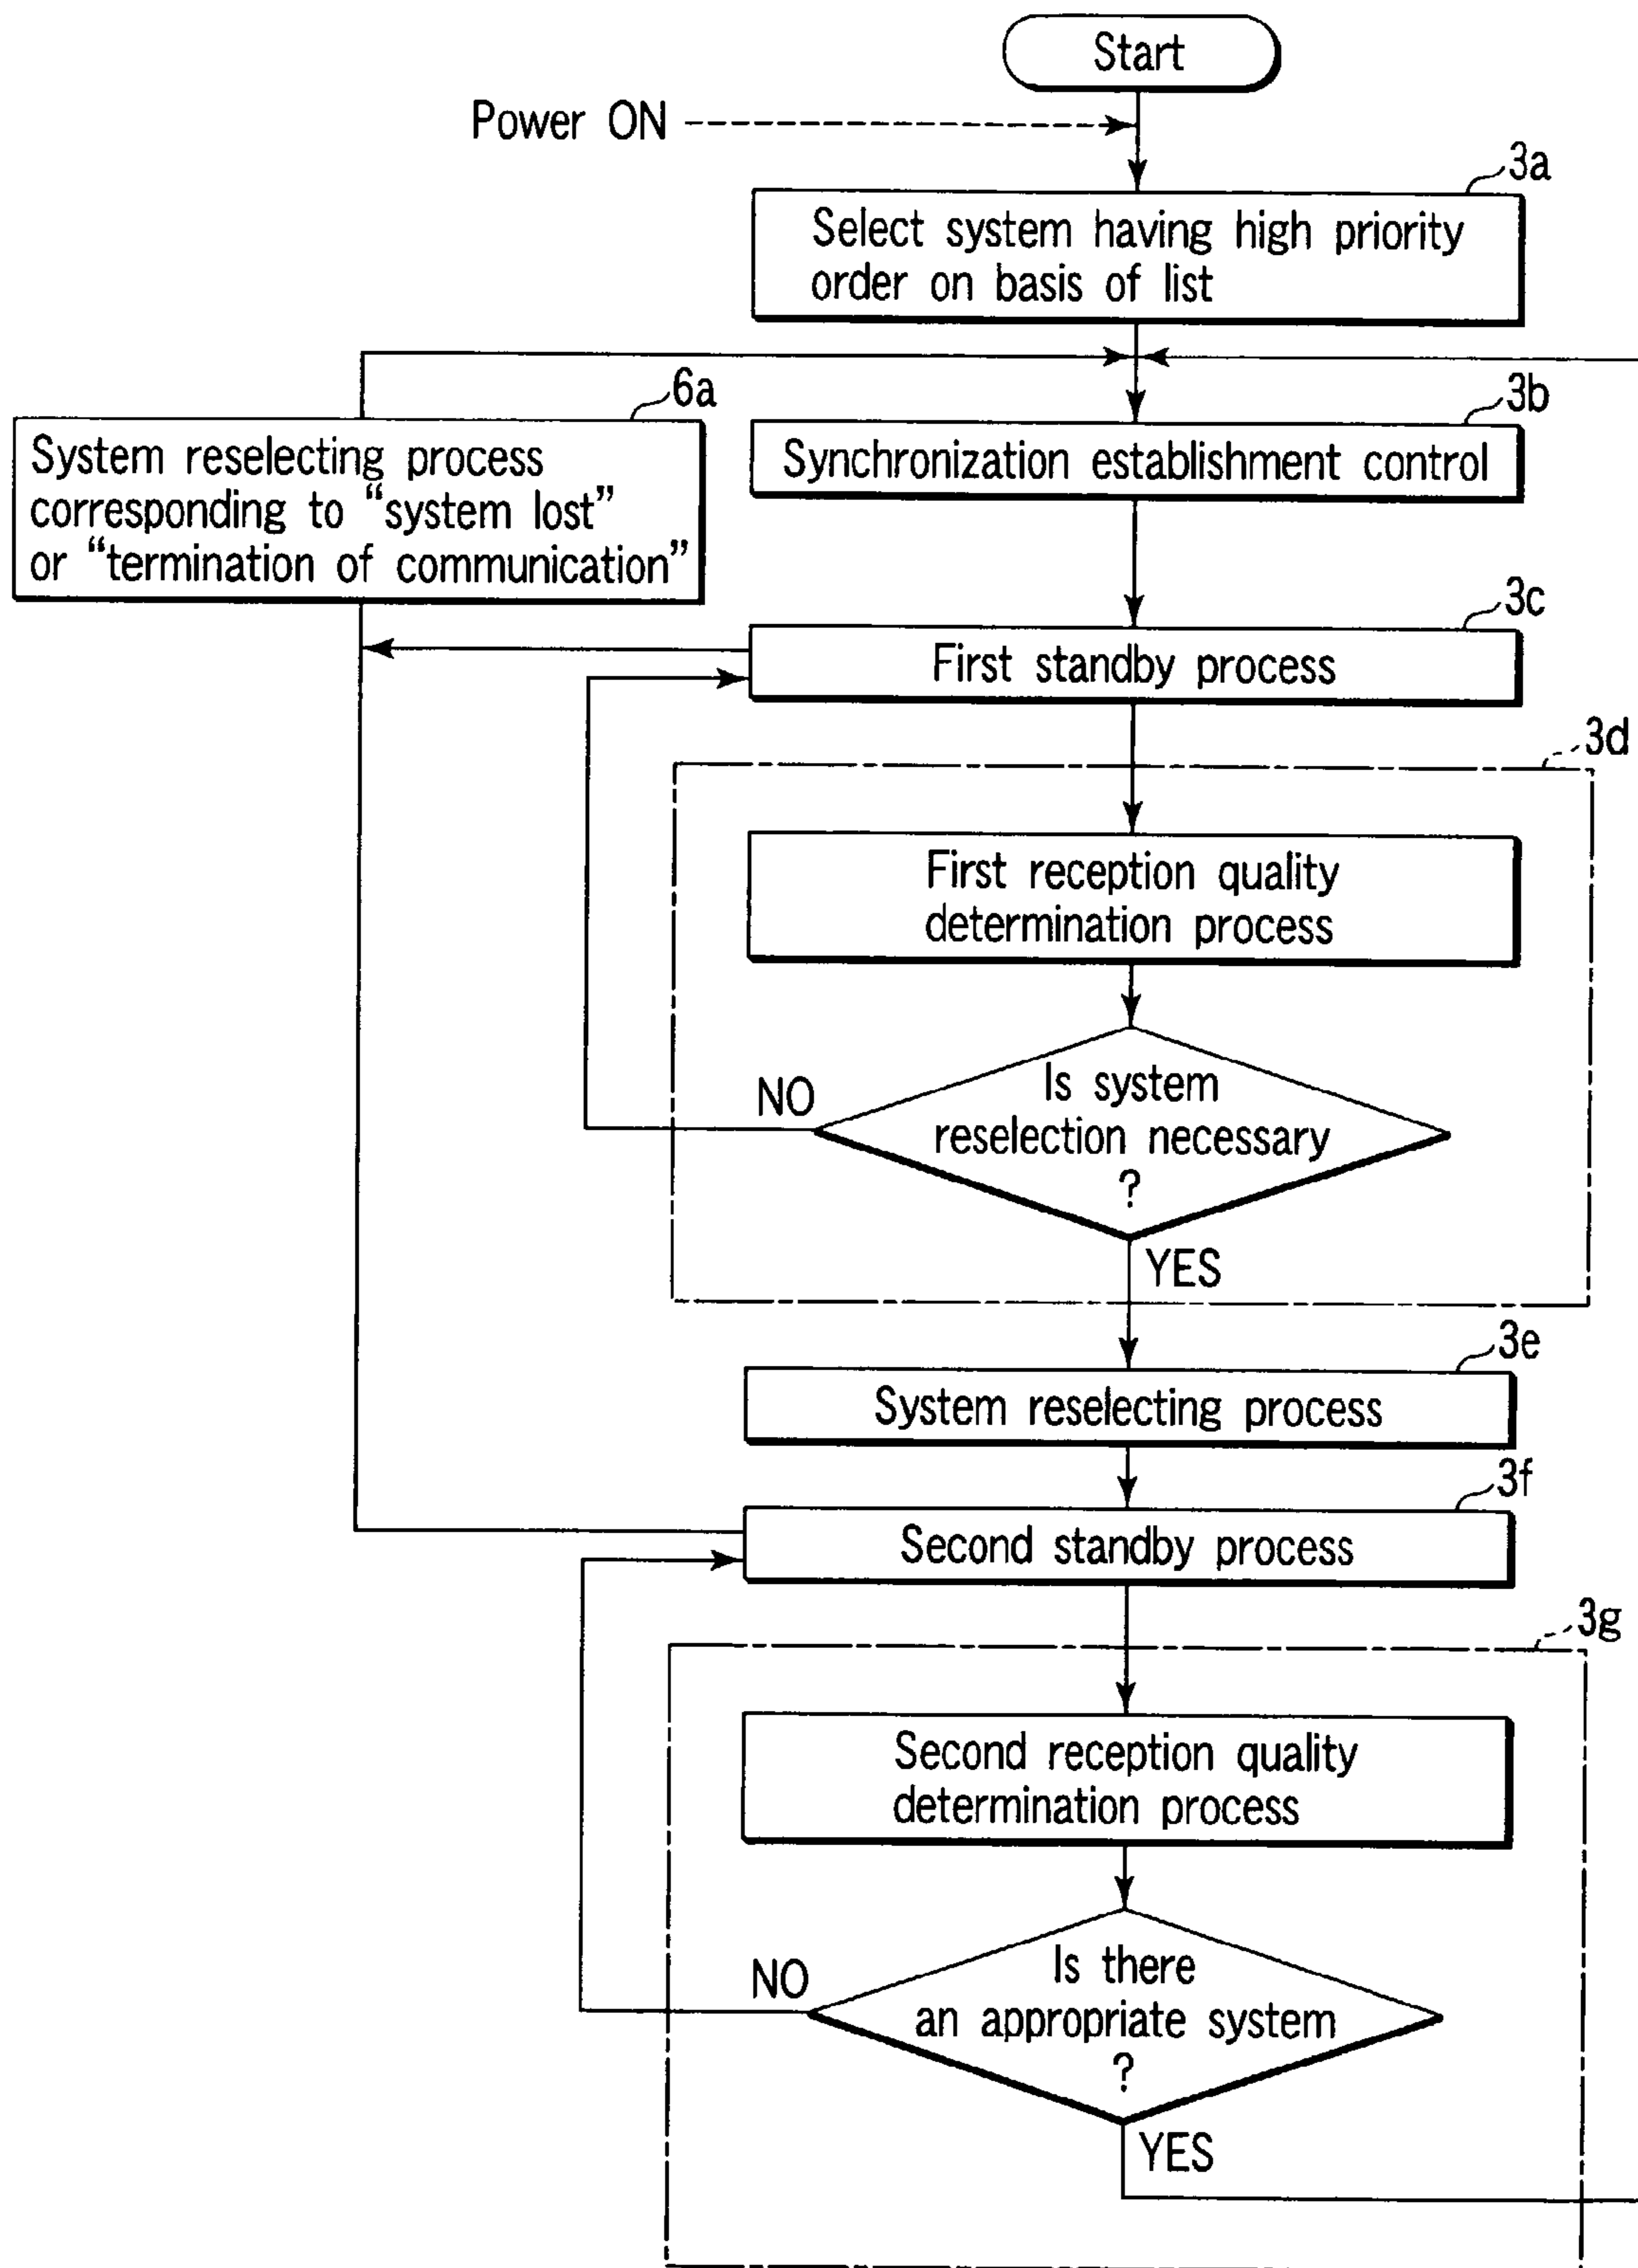 Start
Power ON
3a
Select system having high priority
order on basis of list
6a
System reselecting process
corresponding to “system lost”
or “termination of communication”
3b
Synchronization establishment control
3c
First standby process
3d
First reception quality
determination process
NO
Is system
reselection necessary
?
YES
3e
System reselecting process
3f
Second standby process
3g
Second reception quality
determination process
NO
Is there
an appropriate system
?
YES